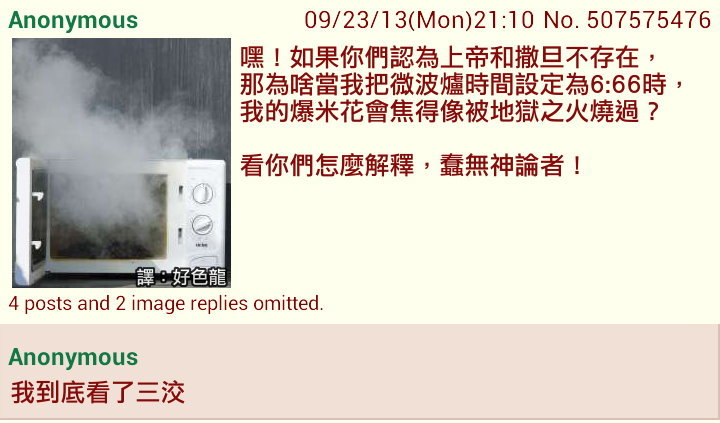 Anonymous 09/23/13(Mon)21:10 No. 507575476
嘿！如果你們認為上帝和撒旦不存在，
那為啥當我把微波爐時間設定為6:66時，
我的爆米花會焦得像被地獄之火燒過？
看你們怎麼解釋，蠢無神論者！
譯：好色龍
4 posts and 2 image replies omitted.
Anonymous
我到底看了三洨